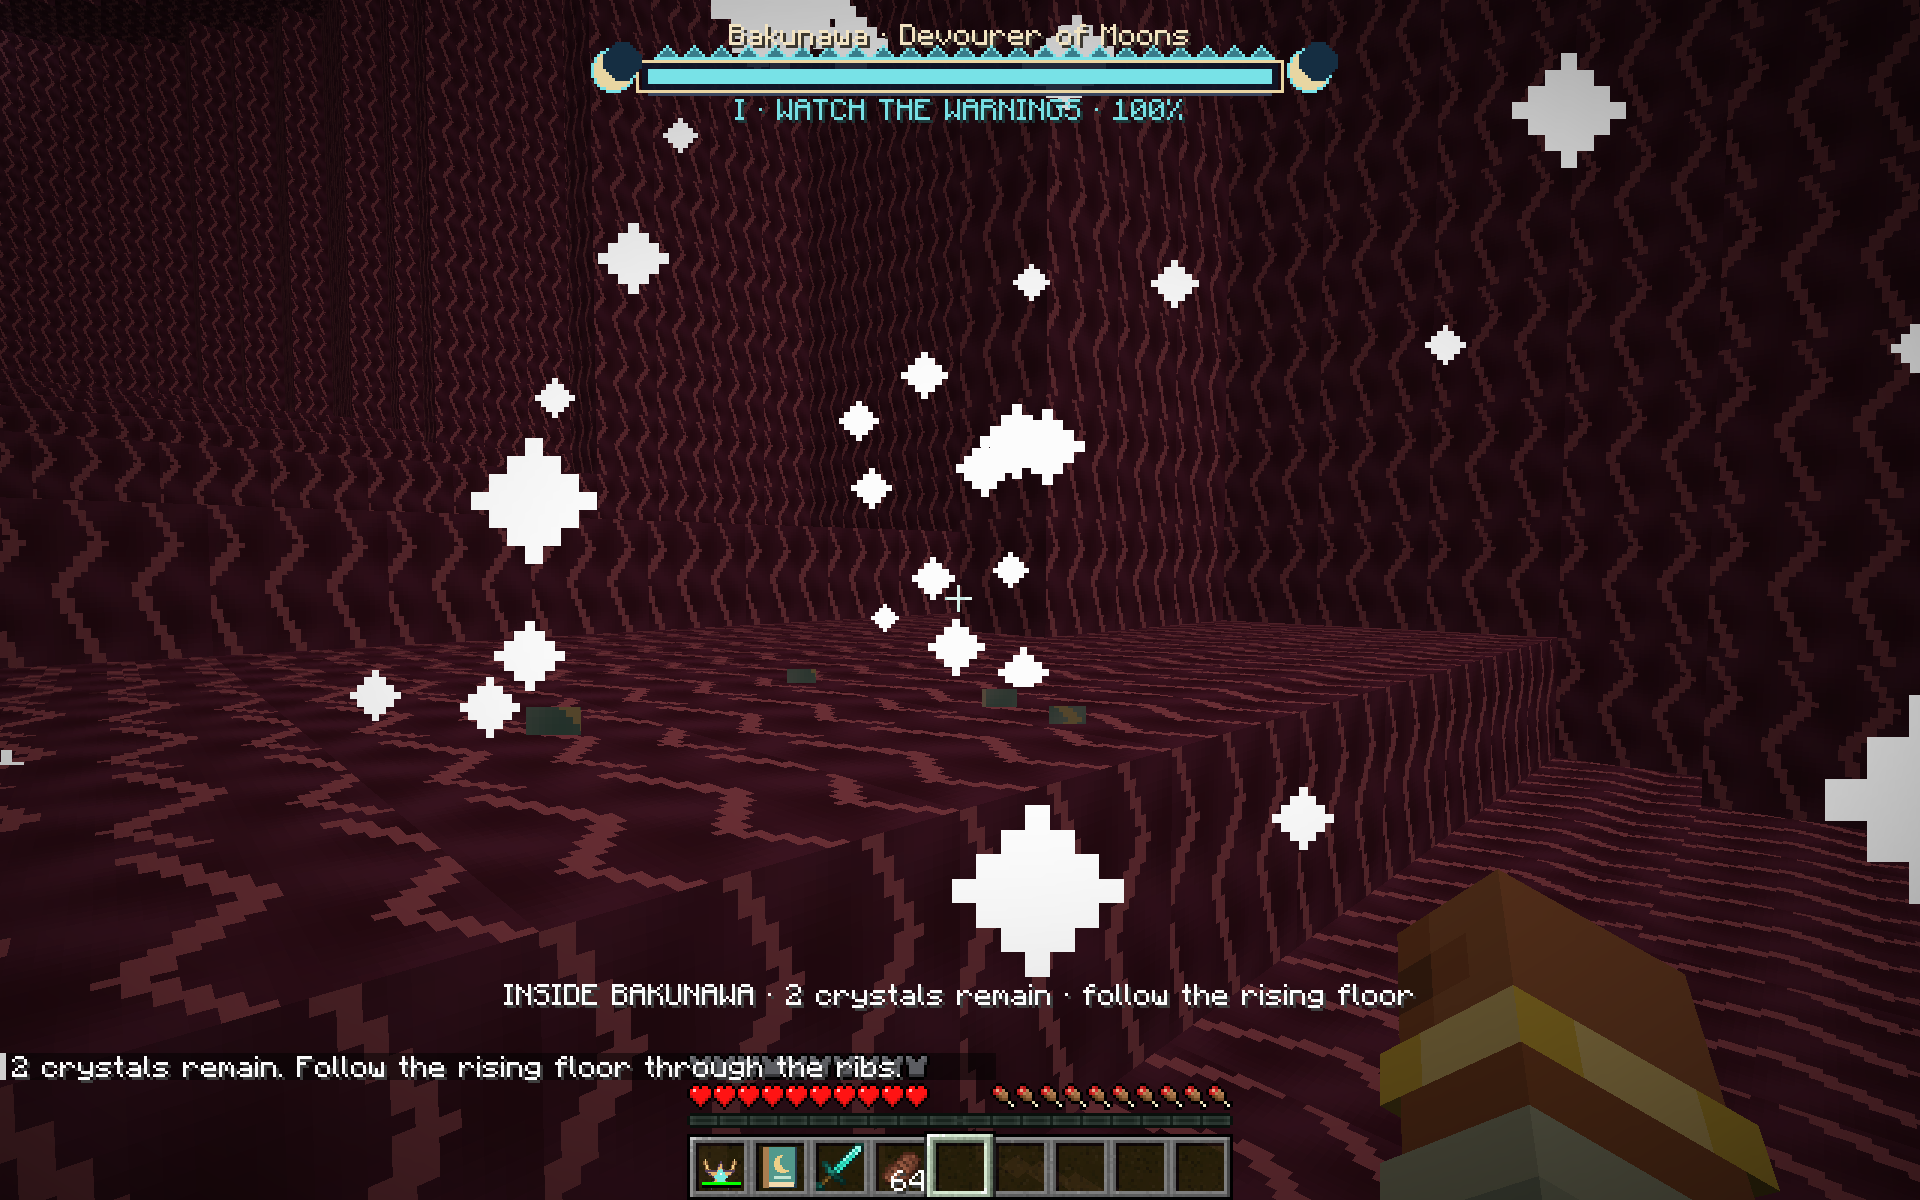 Bakunawa · Devourer of Moons
I · WATCH THE WARNINGS · 100%
INSIDE BAKUNAWA · 2 crystals remain · follow the rising floor
2 crystals remain. Follow the rising floor through the ribs.
64